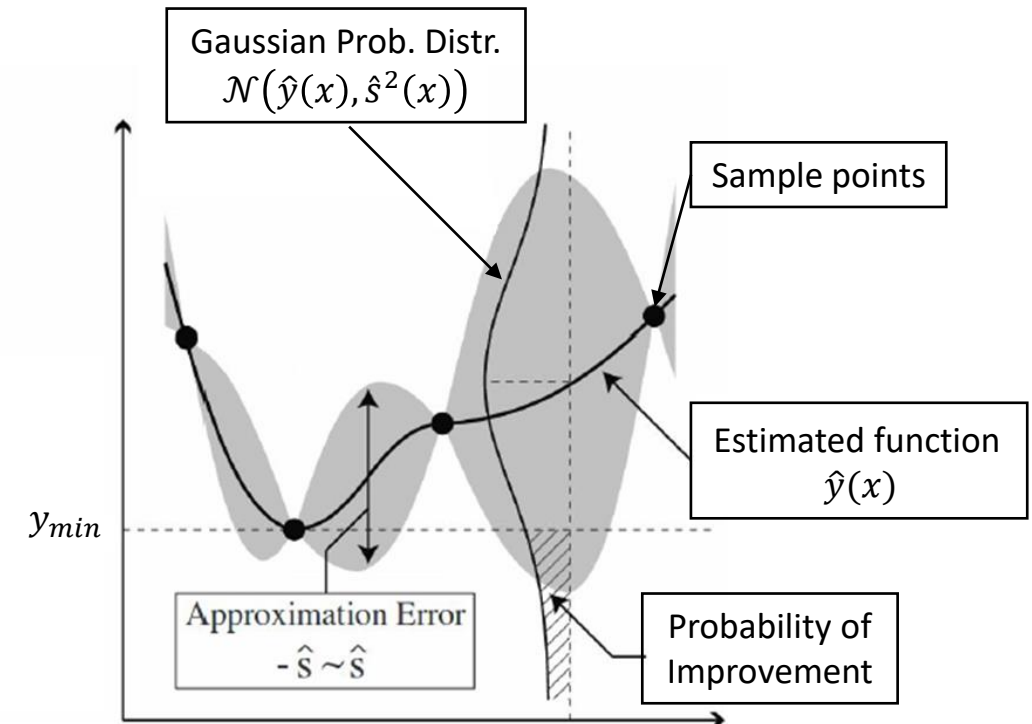 Gaussian Prob. Distr.
𝒩(ŷ(x), ŝ²(x))
Sample points
Estimated function
ŷ(x)
y_min
Approximation Error
- ŝ ~ ŝ
Probability of
Improvement